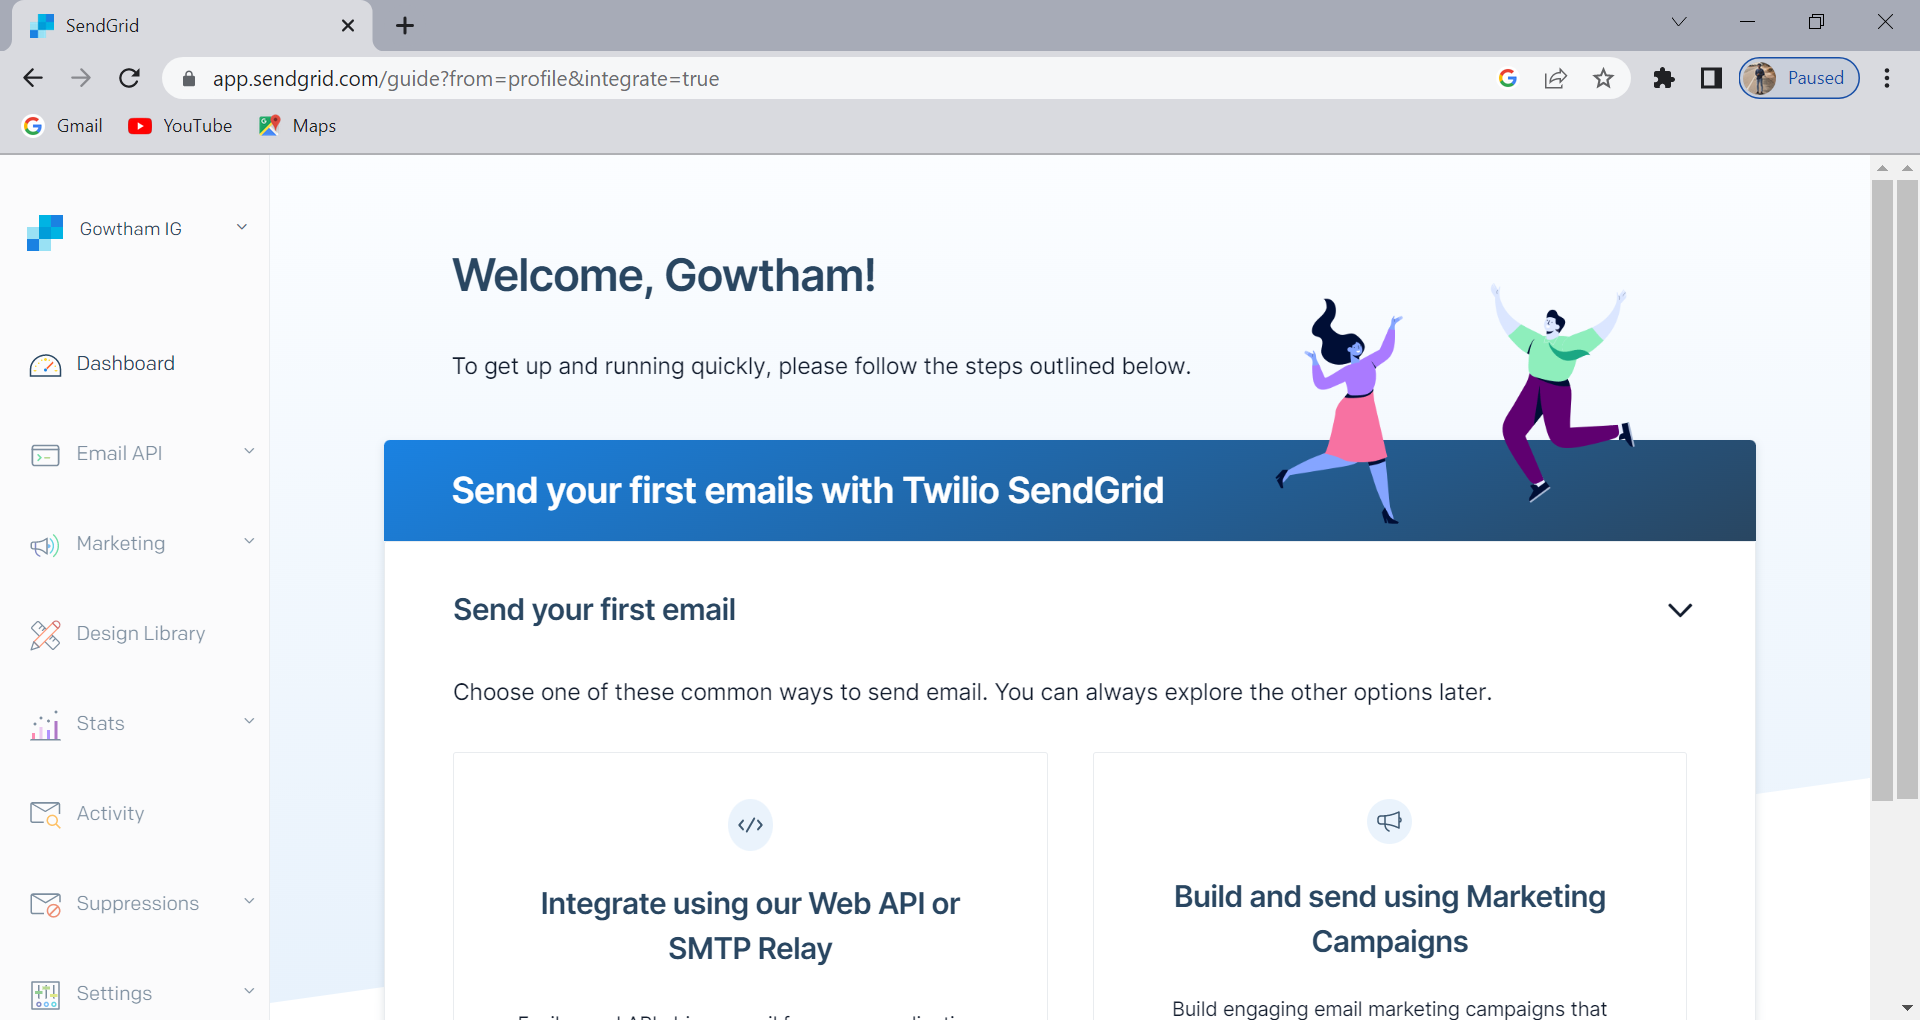 SendGrid
app.sendgrid.com/guide?from=profile&integrate=true
Paused
Gmail
YouTube
Maps
Gowtham IG
Dashboard
Email API
Marketing
Design Library
Stats
Activity
Suppressions
Settings
Welcome, Gowtham!
To get up and running quickly, please follow the steps outlined below.
Send your first emails with Twilio SendGrid
Send your first email
Choose one of these common ways to send email. You can always explore the other options later.
Integrate using our Web API or
SMTP Relay
Build and send using Marketing
Campaigns
Build engaging email marketing campaigns that